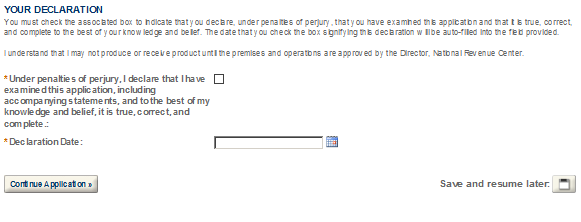 YOUR DECLARATION
You must check the associated box to indicate that you declare, under penalties of perjury, that you have examined this application and that it is true, correct,
and complete to the best of your knowledge and belief. The date that you check the box signifying this declaration will be auto-filled into the field provided.
I understand that I may not produce or receive product until the premises and operations are approved by the Director, National Revenue Center.
*Under penalties of perjury, I declare that I have
examined this application, including
accompanying statements, and to the best of my
knowledge and belief, it is true, correct, and
complete.:
*Declaration Date:
Continue Application »
Save and resume later: